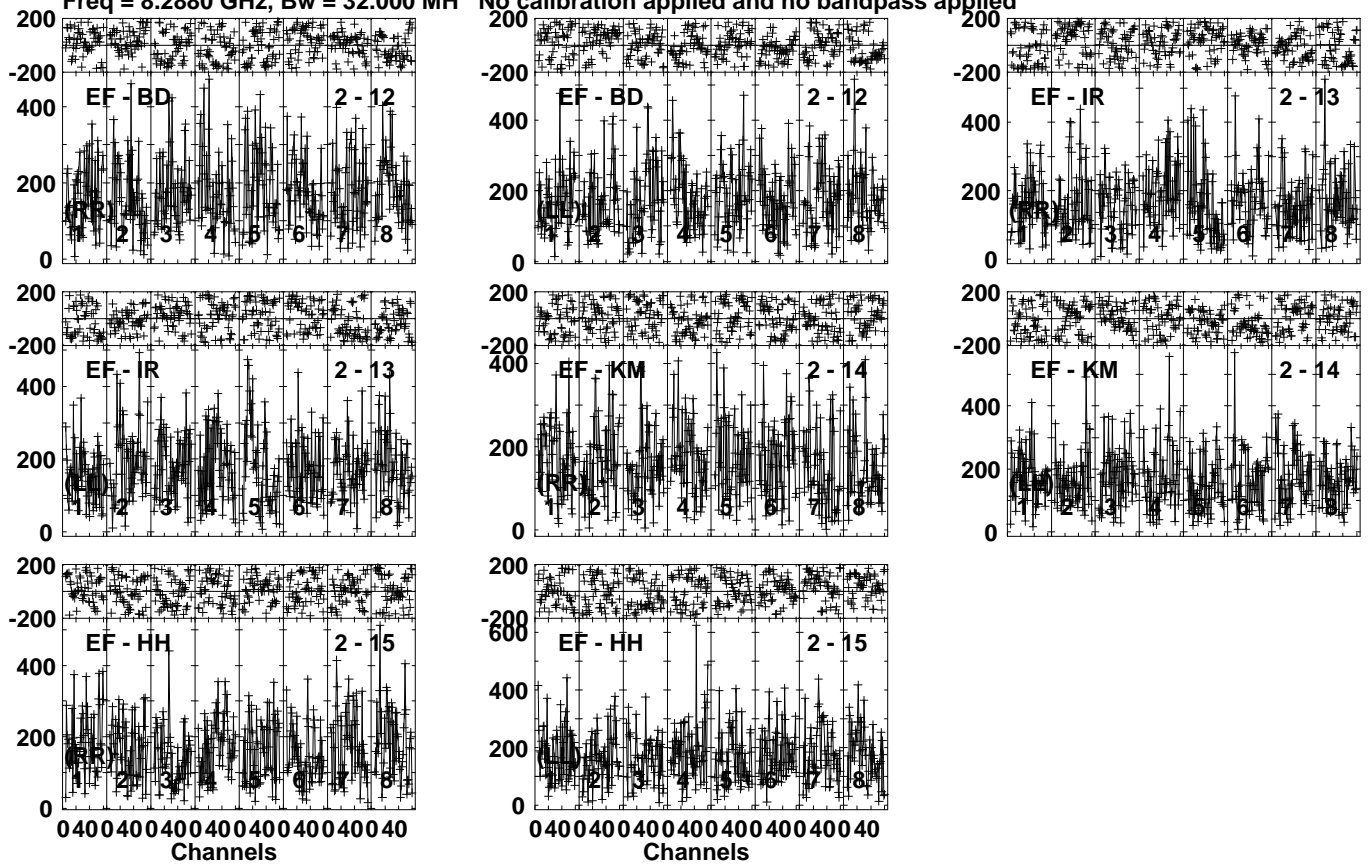 Freq = 8.2880 GHz, Bw = 32.000 MH No calibration applied and no bandpass applied
200
-200
400
200
0
EF - BD 2 - 12
(RR)
1 2 3 4 5 6 7 8
200
-200
400
200
0
EF - BD 2 - 12
(LL)
1 2 3 4 5 6 7 8
200
-200
400
200
0
EF - IR 2 - 13
(RR)
1 2 3 4 5 6 7 8
200
-200
400
200
0
EF - IR 2 - 13
(LL)
1 2 3 4 5 6 7 8
200
-200
400
200
0
EF - KM 2 - 14
(RR)
1 2 3 4 5 6 7 8
200
-200
400
200
0
EF - KM 2 - 14
(LL)
1 2 3 4 5 6 7 8
200
-200
400
200
0
EF - HH 2 - 15
(RR)
1 2 3 4 5 6 7 8
0 40 0 40 0 40 0 40 0 40 0 40 0 40 0 40
Channels
200
-200
600
400
200
0
EF - HH 2 - 15
(LL)
1 2 3 4 5 6 7 8
0 40 0 40 0 40 0 40 0 40 0 40 0 40 0 40
Channels